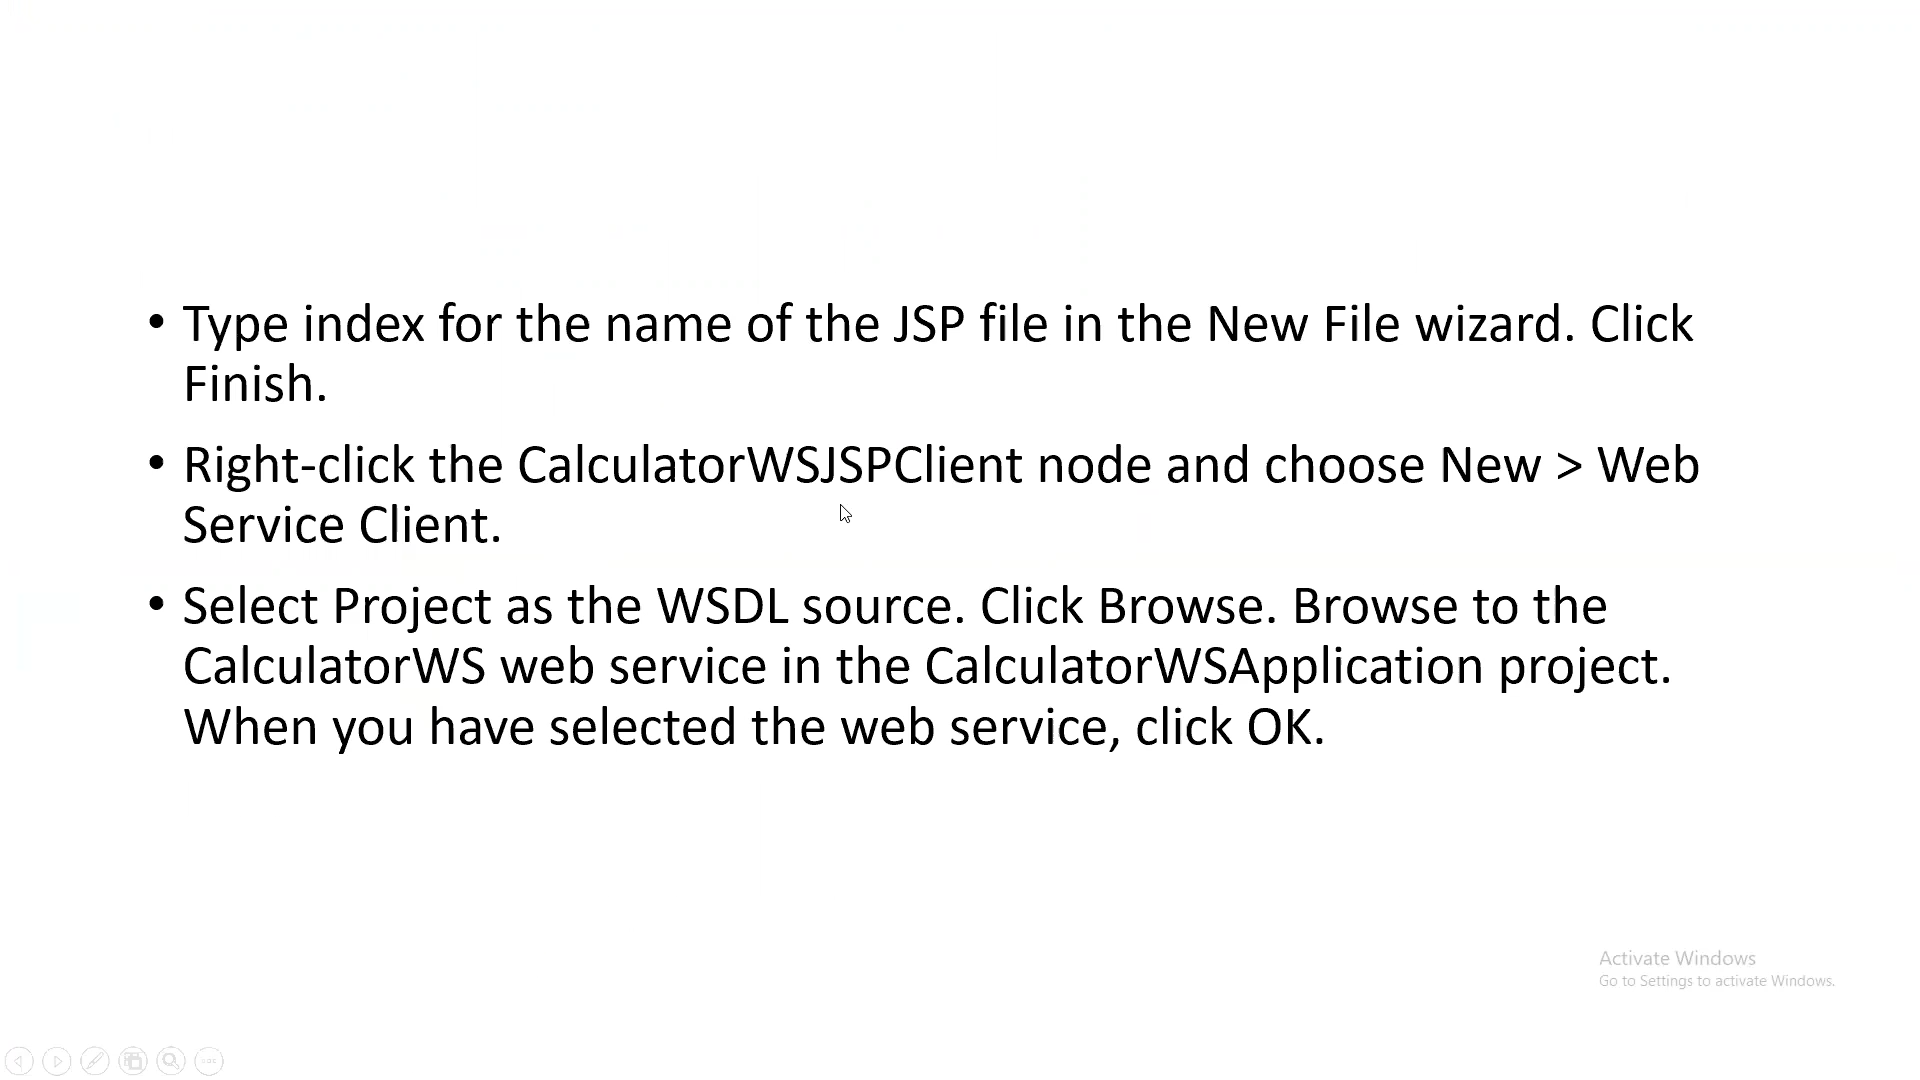 • Type index for the name of the JSP file in the New File wizard. Click
Finish.
• Right-click the CalculatorWSJSPClient node and choose New > Web
Service Client.
• Select Project as the WSDL source. Click Browse. Browse to the
CalculatorWS web service in the CalculatorWSApplication project.
When you have selected the web service, click OK.
Activate Windows
Go to Settings to activate Windows.